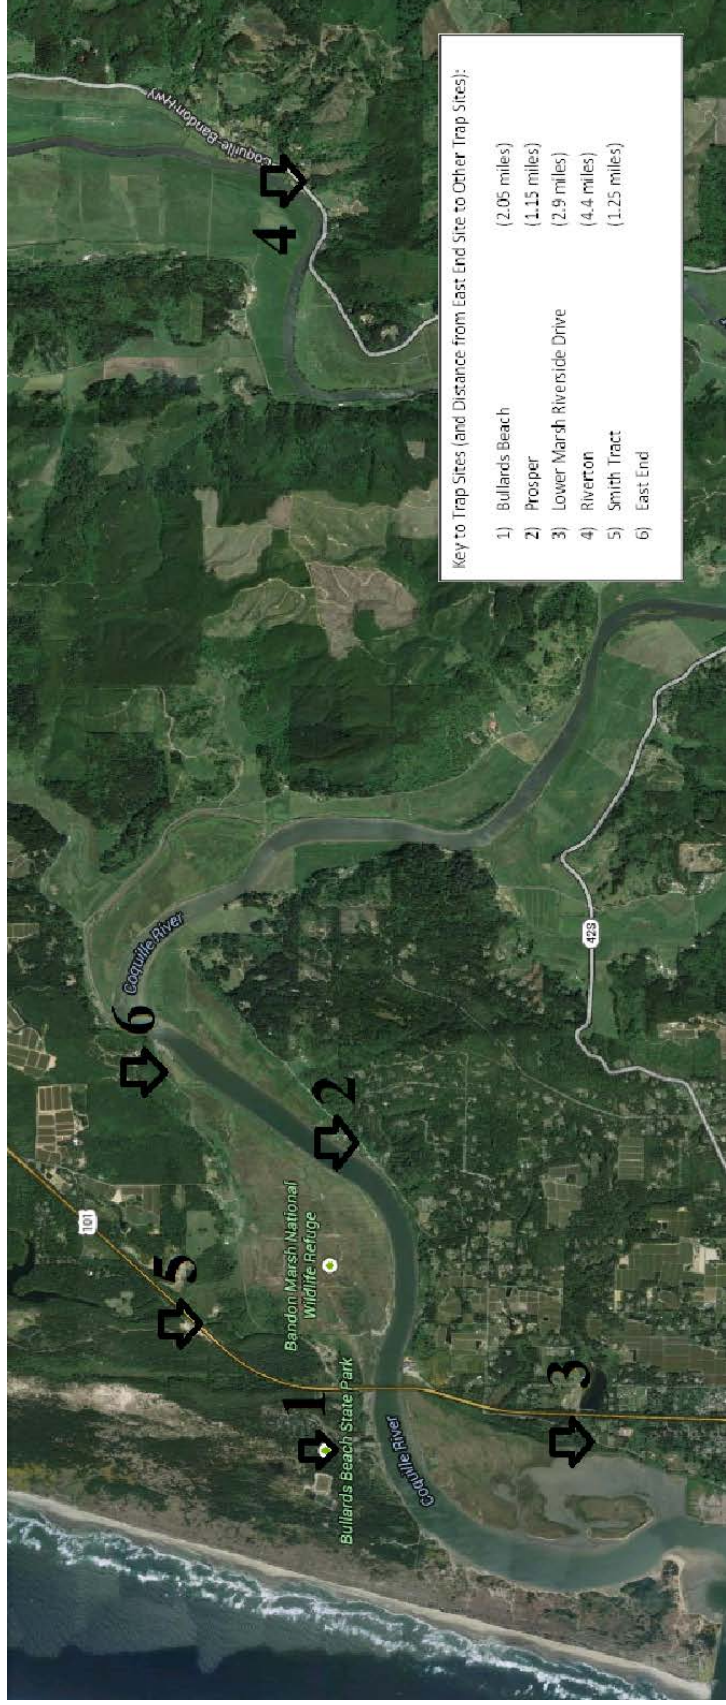 Key to Trap Sites (and Distance from East End Site to Other Trap Sites):
1) Bullards Beach (2.05 miles)
2) Prosper (1.15 miles)
3) Lower Marsh Riverside Drive (2.9 miles)
4) Riverton (4.4 miles)
5) Smith Tract (1.25 miles)
6) East End
Coquille-Bandon Hwy
4
6
Coquille River
101
5
2
Bandon Marsh National
Wildlife Refuge
1
Bullards Beach State Park
Coquille River
3
42S